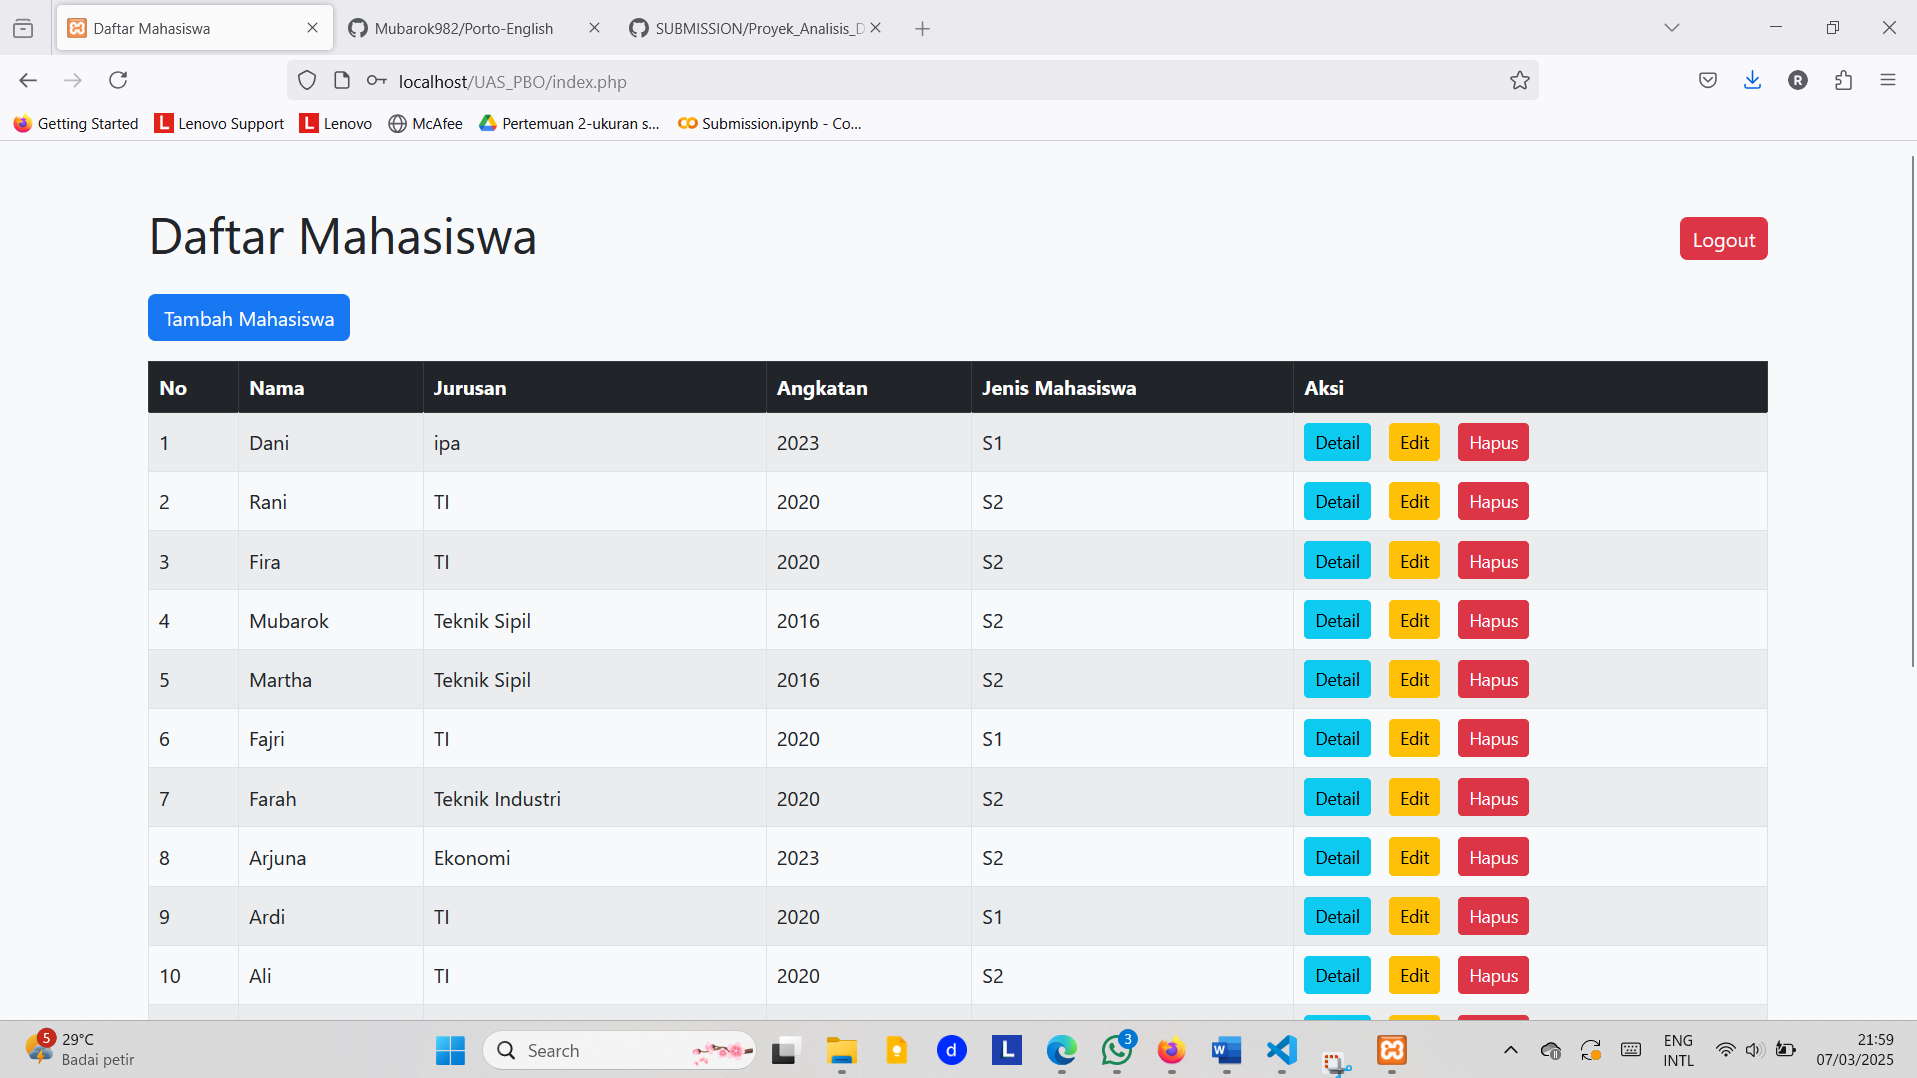 Daftar Mahasiswa
Mubarok982/Porto-English
SUBMISSION/Proyek_Analisis_D
localhost/UAS_PBO/index.php
R
Getting Started
L Lenovo Support
L Lenovo
McAfee
Pertemuan 2-ukuran s...
Submission.ipynb - Co...
Daftar Mahasiswa
Logout
Tambah Mahasiswa
No Nama Jurusan Angkatan Jenis Mahasiswa Aksi
1 Dani ipa 2023 S1 Detail Edit Hapus
2 Rani TI 2020 S2 Detail Edit Hapus
3 Fira TI 2020 S2 Detail Edit Hapus
4 Mubarok Teknik Sipil 2016 S2 Detail Edit Hapus
5 Martha Teknik Sipil 2016 S2 Detail Edit Hapus
6 Fajri TI 2020 S1 Detail Edit Hapus
7 Farah Teknik Industri 2020 S2 Detail Edit Hapus
8 Arjuna Ekonomi 2023 S2 Detail Edit Hapus
9 Ardi TI 2020 S1 Detail Edit Hapus
10 Ali TI 2020 S2 Detail Edit Hapus
5
29°C
Badai petir
Search
d
L
3
W
ENG
INTL
21:59
07/03/2025